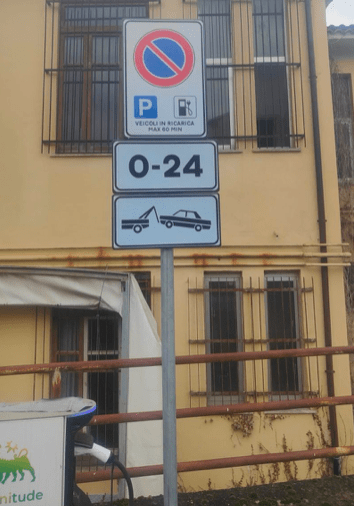 P
VEICOLI IN RICARICA
MAX 60 MIN
0-24
nitude